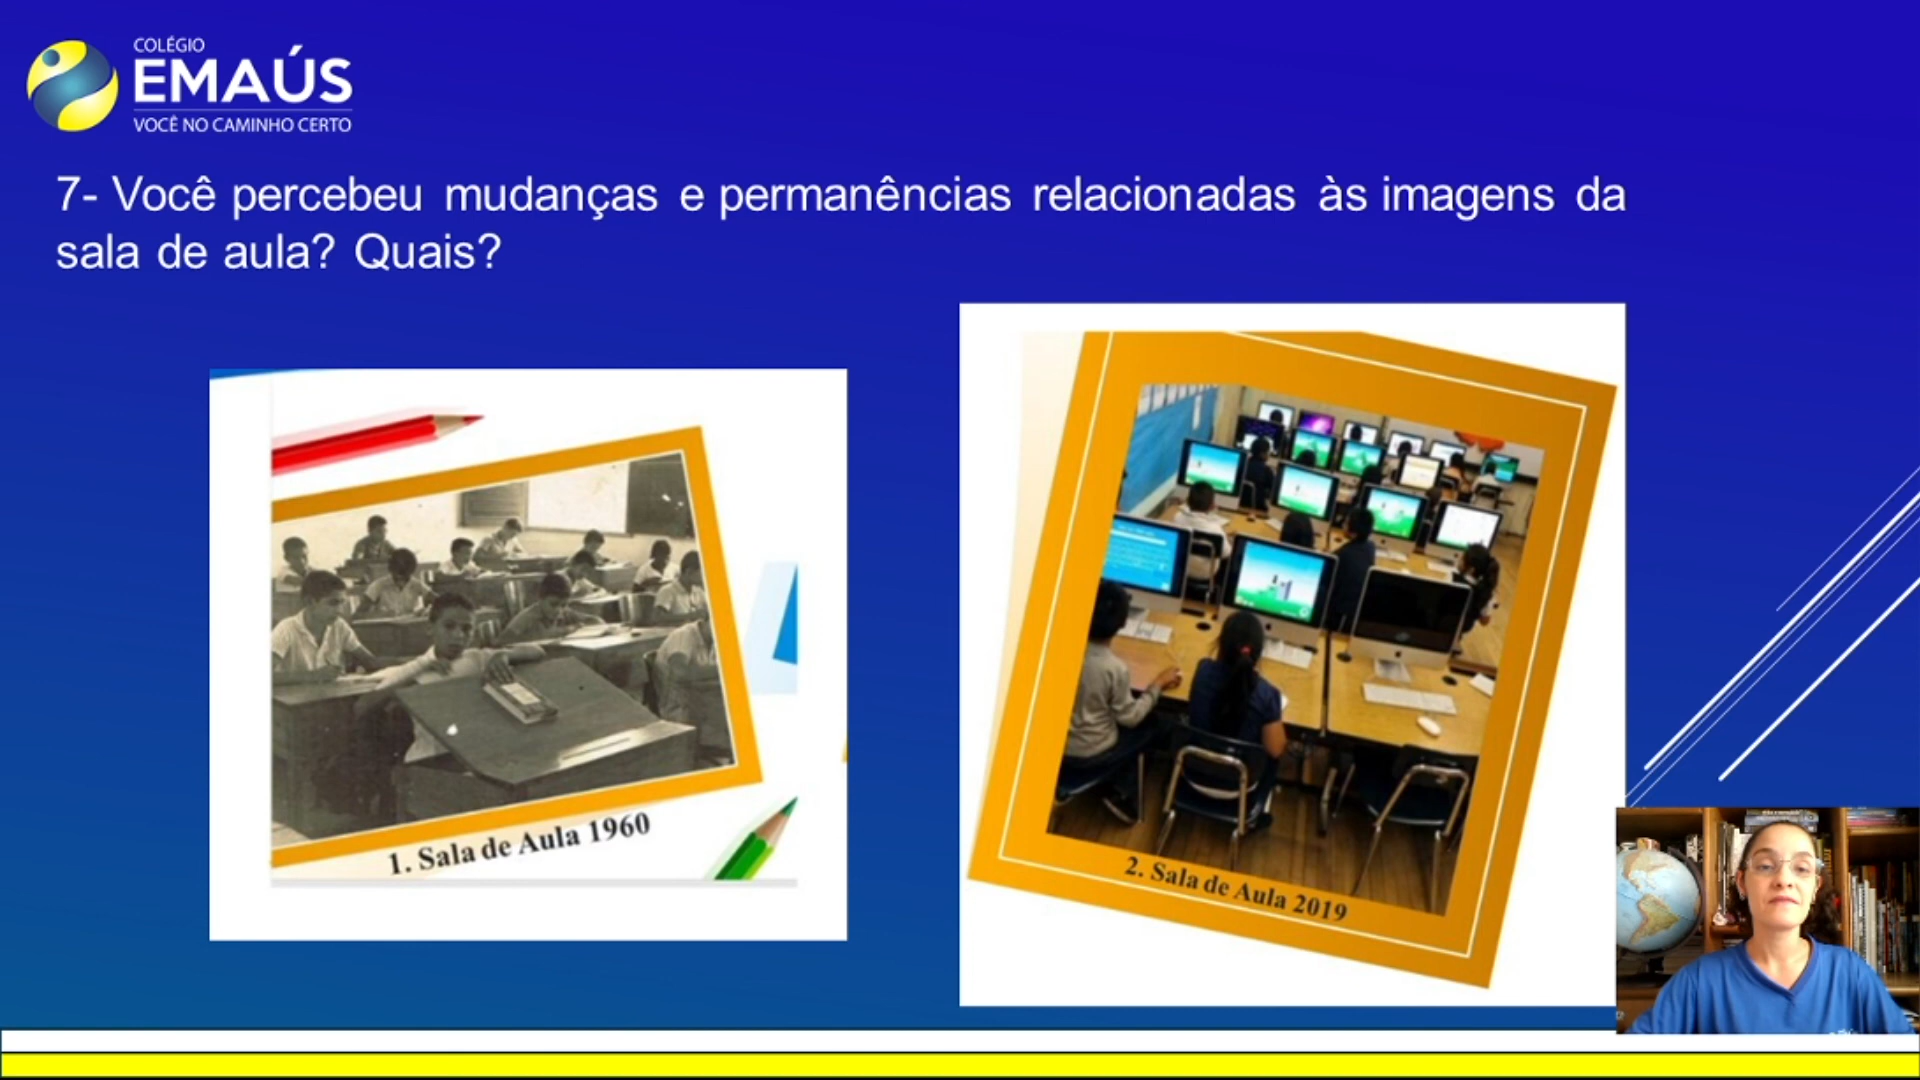 COLÉGIO
EMAÚS
VOCÊ NO CAMINHO CERTO
7- Você percebeu mudanças e permanências relacionadas às imagens da
sala de aula? Quais?
1. Sala de Aula 1960
2. Sala de Aula 2019